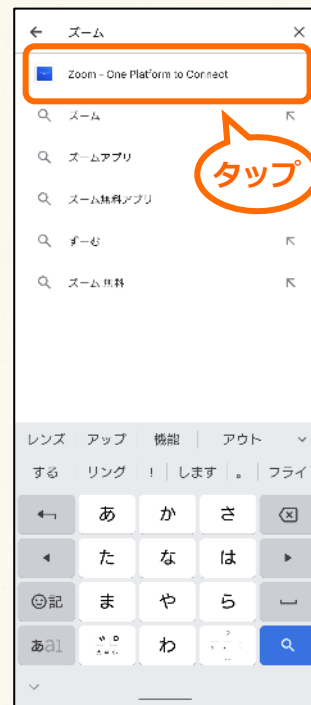 ズーム
Zoom - One Platform to Connect
ズーム
ズームアプリ
ズーム無料アプリ
ずーむ
ズーム 無料
タップ
レンズ アップ 機能 アウト
する リング ! します 。 フライ
あ か さ
た な は
☺記 ま や ら
あa1 わ